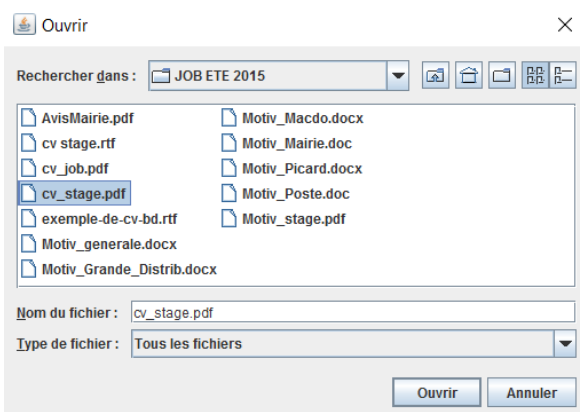 Ouvrir
Rechercher dans : JOB ETE 2015
AvisMairie.pdf
cv stage.rtf
cv_job.pdf
cv_stage.pdf
exemple-de-cv-bd.rtf
Motiv_generale.docx
Motiv_Grande_Distrib.docx
Motiv_Macdo.docx
Motiv_Mairie.doc
Motiv_Picard.docx
Motiv_Poste.doc
Motiv_stage.pdf
Nom du fichier : cv_stage.pdf
Type de fichier : Tous les fichiers
Ouvrir Annuler